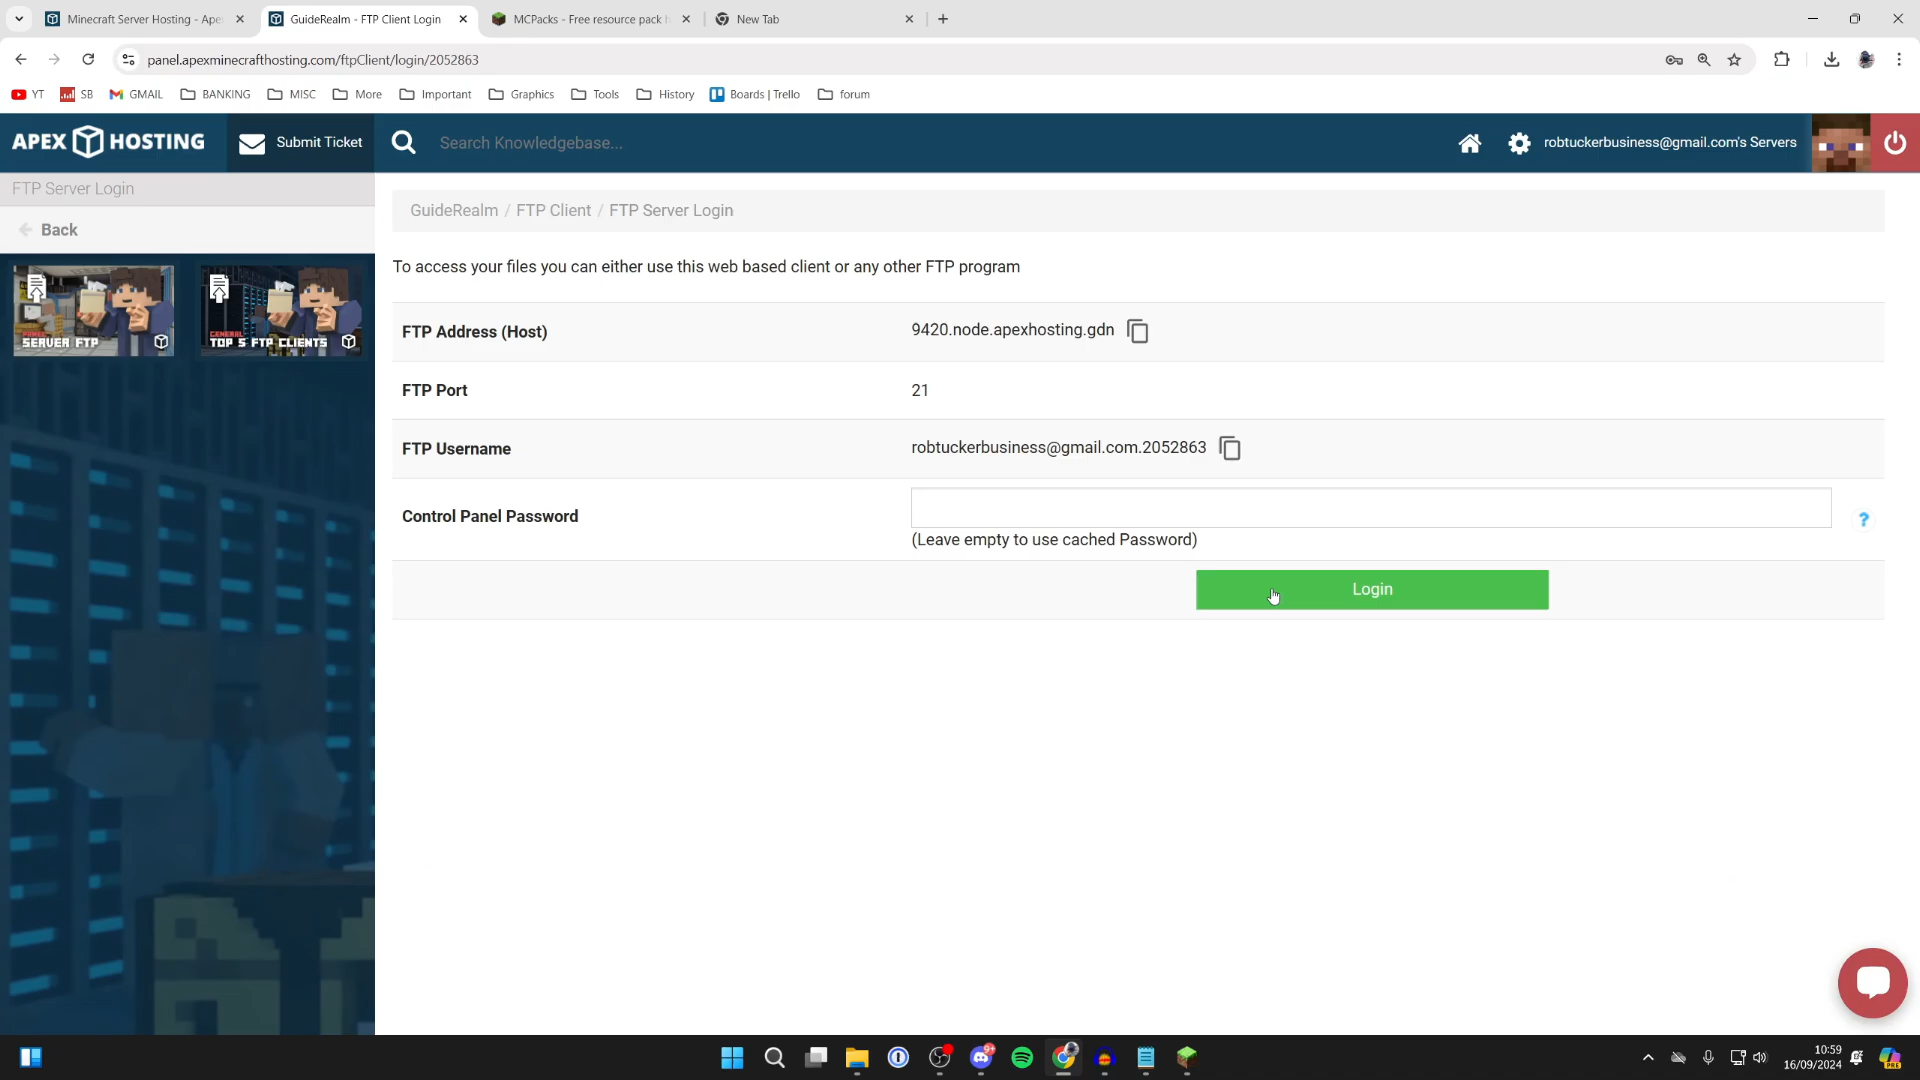 Minecraft Server Hosting - Ape
GuideRealm - FTP Client Login
MCPacks - Free resource pack h
New Tab
panel.apexminecrafthosting.com/ftpClient/login/2052863
YT
SB
GMAIL
BANKING
MISC
More
Important
Graphics
Tools
History
Boards | Trello
forum
APEX HOSTING
Submit Ticket
Search Knowledgebase...
robtuckerbusiness@gmail.com's Servers
FTP Server Login
Back
SERVER FTP
GENERAL
TOP 5 FTP CLIENTS
GuideRealm / FTP Client / FTP Server Login
To access your files you can either use this web based client or any other FTP program
FTP Address (Host)
9420.node.apexhosting.gdn
FTP Port
21
FTP Username
robtuckerbusiness@gmail.com.2052863
Control Panel Password
?
(Leave empty to use cached Password)
Login
9+
10:59
16/09/2024
PRE